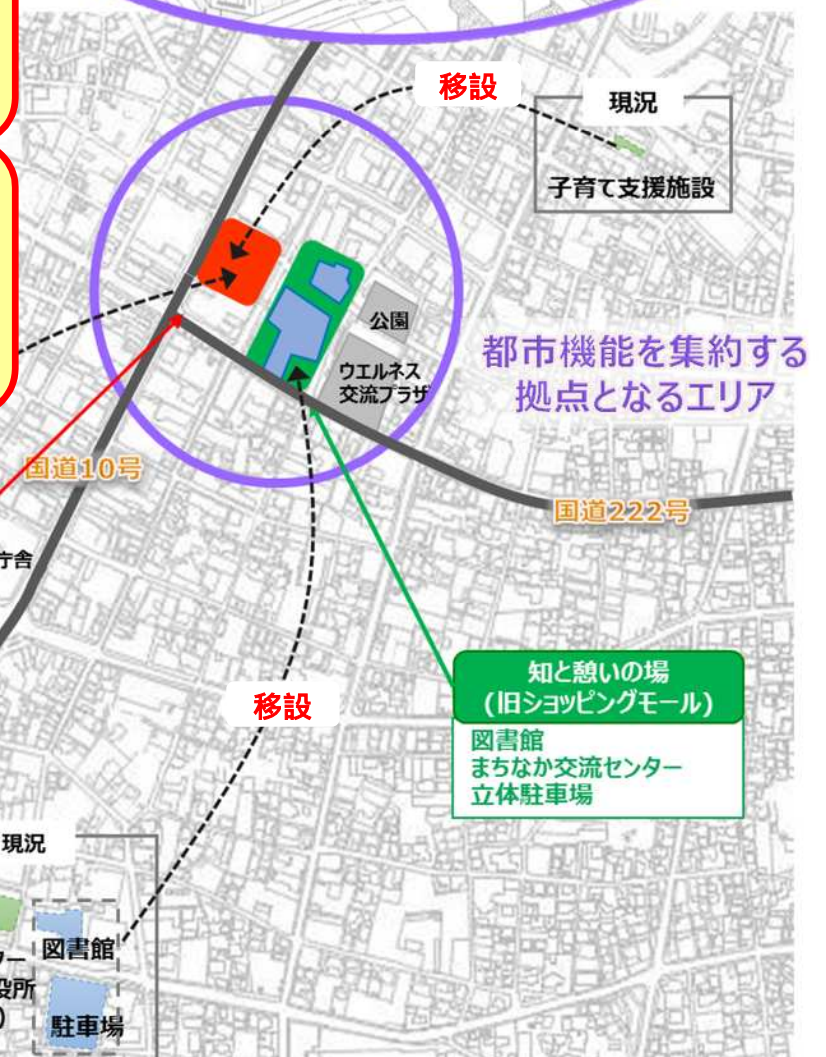 移設
現況
子育て支援施設
公園
ウエルネス
交流プラザ
都市機能を集約する
拠点となるエリア
国道10号
国道222号
庁舎
知と憩いの場
(旧ショッピングモール)
図書館
まちなか交流センター
立体駐車場
移設
現況
図書館
ター
役所
)
駐車場